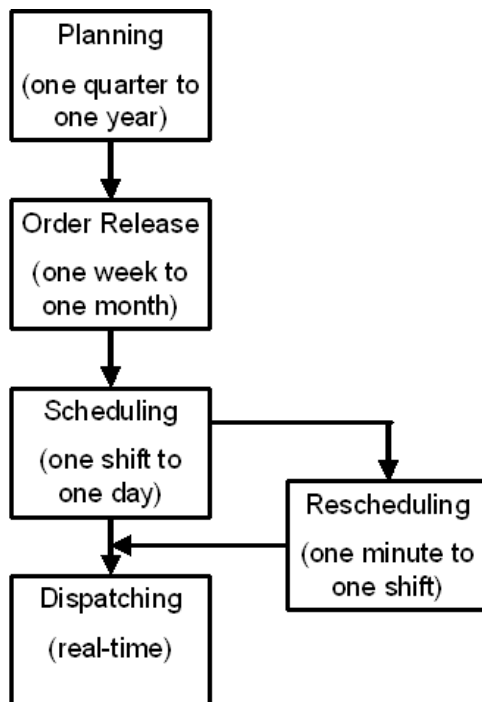 Planning
(one quarter to
one year)
Order Release
(one week to
one month)
Scheduling
(one shift to
one day)
Rescheduling
(one minute to
one shift)
Dispatching
(real-time)